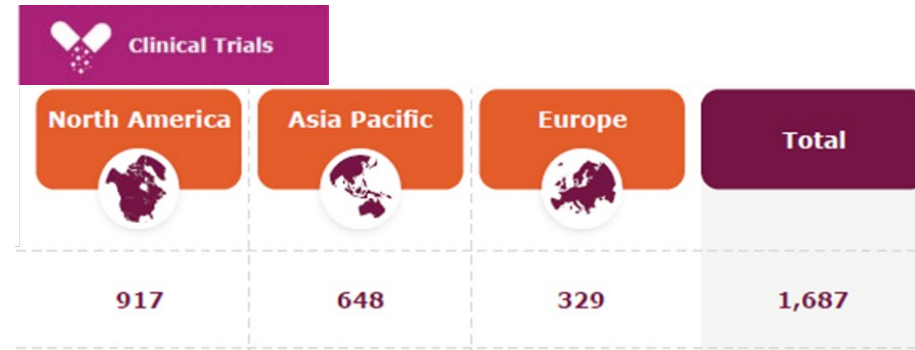 Clinical Trials
North America Asia Pacific Europe Total
917 648 329 1,687